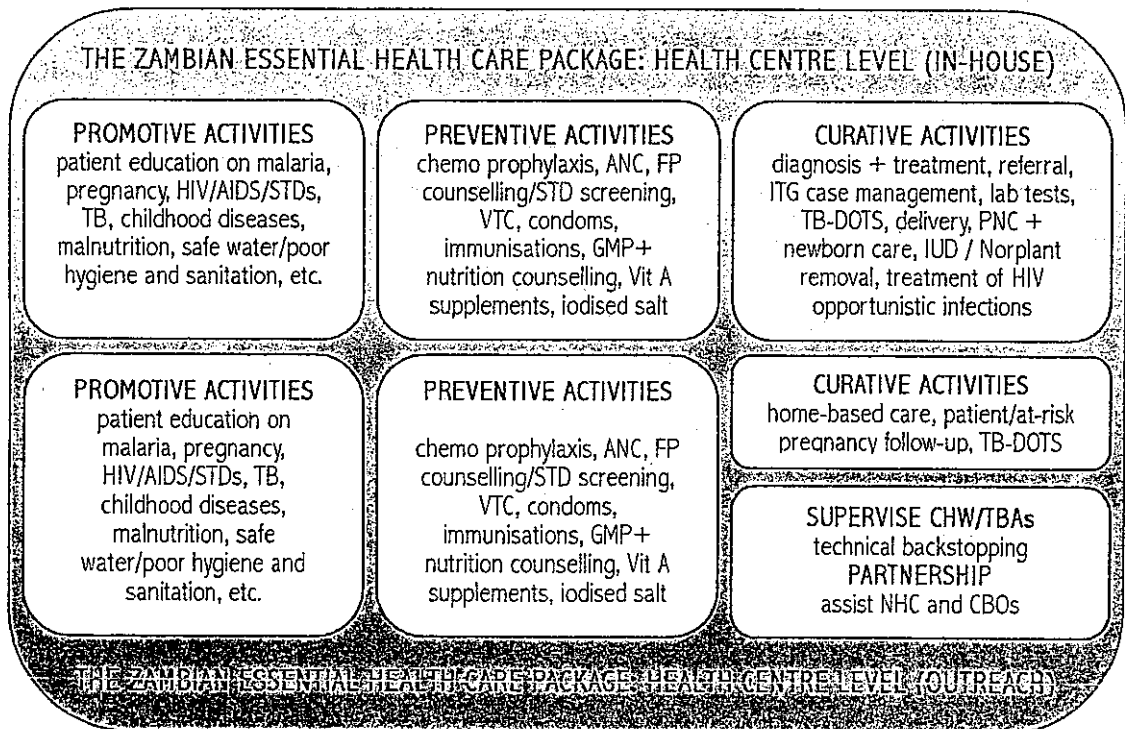 THE ZAMBIAN ESSENTIAL HEALTH CARE PACKAGE: HEALTH CENTRE LEVEL (IN-HOUSE)
PROMOTIVE ACTIVITIES
patient education on malaria,
pregnancy, HIV/AIDS/STDs,
TB, childhood diseases,
malnutrition, safe water/poor
hygiene and sanitation, etc.
PREVENTIVE ACTIVITIES
chemo prophylaxis, ANC, FP
counselling/STD screening,
VTC, condoms,
immunisations, GMP+
nutrition counselling, Vit A
supplements, iodised salt
CURATIVE ACTIVITIES
diagnosis + treatment, referral,
ITG case management, lab tests,
TB-DOTS, delivery, PNC +
newborn care, IUD / Norplant
removal, treatment of HIV
opportunistic infections
PROMOTIVE ACTIVITIES
patient education on
malaria, pregnancy,
HIV/AIDS/STDs, TB,
childhood diseases,
malnutrition, safe
water/poor hygiene and
sanitation, etc.
PREVENTIVE ACTIVITIES
chemo prophylaxis, ANC, FP
counselling/STD screening,
VTC, condoms,
immunisations, GMP+
nutrition counselling, Vit A
supplements, iodised salt
CURATIVE ACTIVITIES
home-based care, patient/at-risk
pregnancy follow-up, TB-DOTS
SUPERVISE CHW/TBAs
technical backstopping
PARTNERSHIP
assist NHC and CBOs
THE ZAMBIAN ESSENTIAL HEALTH CARE PACKAGE: HEALTH CENTRE LEVEL (OUTREACH)